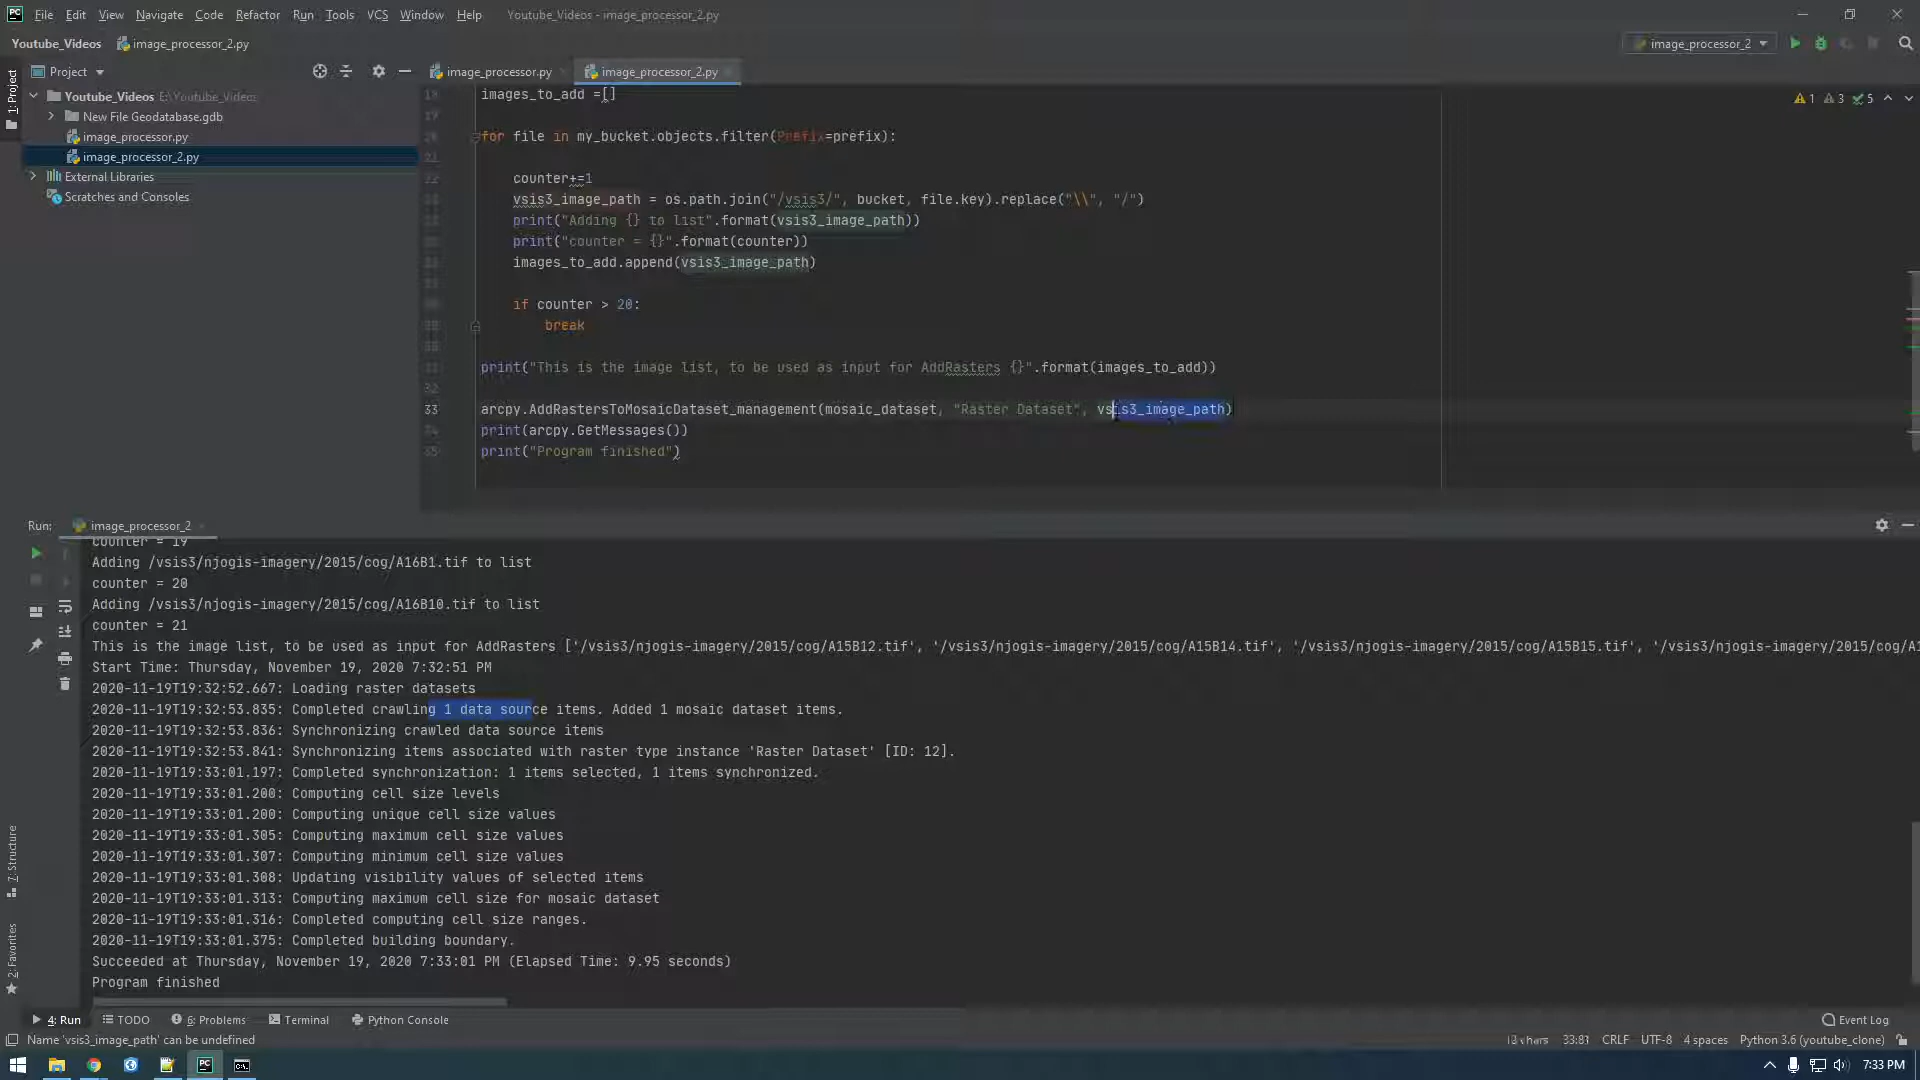 File Edit View Navigate Code Refactor Run Tools VCS Window Help Youtube_Videos - image_processor_2.py
Youtube_Videos image_processor_2.py image_processor_2
Project image_processor.py image_processor_2.py
1: Project
Youtube_Videos E:\Youtube_Videos
New File Geodatabase.gdb
image_processor.py
image_processor_2.py
External Libraries
Scratches and Consoles
1 3 5
images_to_add =[]
for file in my_bucket.objects.filter(Prefix=prefix):
counter+=1
vsis3_image_path = os.path.join("/vsis3/", bucket, file.key).replace("\\", "/")
print("Adding {} to list".format(vsis3_image_path))
print("counter = {}".format(counter))
images_to_add.append(vsis3_image_path)
if counter > 20:
break
print("This is the image list, to be used as input for AddRasters {}".format(images_to_add))
33 arcpy.AddRastersToMosaicDataset_management(mosaic_dataset, "Raster Dataset", vsis3_image_path)
34 print(arcpy.GetMessages())
35 print("Program finished")
Run: image_processor_2
counter = 19
Adding /vsis3/njogis-imagery/2015/cog/A16B1.tif to list
counter = 20
Adding /vsis3/njogis-imagery/2015/cog/A16B10.tif to list
counter = 21
This is the image list, to be used as input for AddRasters ['/vsis3/njogis-imagery/2015/cog/A15B12.tif', '/vsis3/njogis-imagery/2015/cog/A15B14.tif', '/vsis3/njogis-imagery/2015/cog/A15B15.tif', '/vsis3/njogis-imagery/2015/cog/A1
Start Time: Thursday, November 19, 2020 7:32:51 PM
2020-11-19T19:32:52.667: Loading raster datasets
2020-11-19T19:32:53.835: Completed crawling 1 data source items. Added 1 mosaic dataset items.
2020-11-19T19:32:53.836: Synchronizing crawled data source items
2020-11-19T19:32:53.841: Synchronizing items associated with raster type instance 'Raster Dataset' [ID: 12].
2020-11-19T19:33:01.197: Completed synchronization: 1 items selected, 1 items synchronized.
2020-11-19T19:33:01.200: Computing cell size levels
2020-11-19T19:33:01.200: Computing unique cell size values
2020-11-19T19:33:01.305: Computing maximum cell size values
2020-11-19T19:33:01.307: Computing minimum cell size values
2020-11-19T19:33:01.308: Updating visibility values of selected items
2020-11-19T19:33:01.313: Computing maximum cell size for mosaic dataset
2020-11-19T19:33:01.316: Completed computing cell size ranges.
2020-11-19T19:33:01.375: Completed building boundary.
Succeeded at Thursday, November 19, 2020 7:33:01 PM (Elapsed Time: 9.95 seconds)
Program finished
7: Structure
2: Favorites
4: Run TODO 6: Problems Terminal Python Console Event Log
Name 'vsis3_image_path' can be undefined 33:81 CRLF UTF-8 4 spaces Python 3.6 (youtube_clone)
7:33 PM